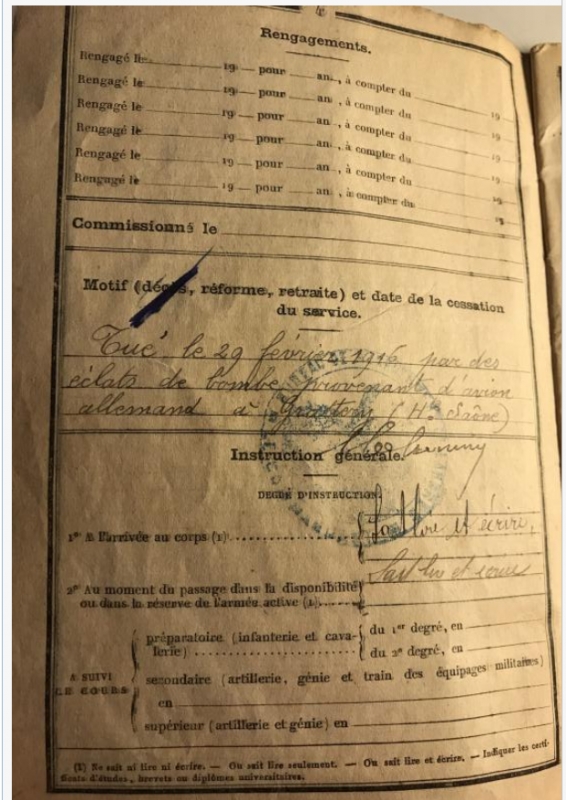 4
Rengagements.
Rengagé le 19 — pour an , à compter du 19
Rengagé le 19 — pour an , à compter du 19
Rengagé le 19 — pour an , à compter du 19
Rengagé le 19 — pour an , à compter du 19
Rengagé le 19 — pour an , à compter du 19
Rengagé le 19 — pour an , à compter du 19
Commissionné le
Motif (décès, réforme, retraite) et date de la cessation
du service.
Tué le 29 février 1916 par des
éclats de bombe provenant d'avion
allemand à (H. Saône)
Instruction générale.
DEGRÉ D'INSTRUCTION.
1° A l'arrivée au corps (1) Sait lire et écrire.
Sait lire et écrire
2° Au moment du passage dans la disponibilité
ou dans la réserve de l'armée active (1)
A SUIVI
LE COURS
préparatoire (infanterie et cava-
lerie)
du 1er degré, en
du 2e degré, en
secondaire (artillerie, génie et train des équipages militaires)
en
supérieur (artillerie et génie) en
(1) Ne sait ni lire ni écrire. — Ou sait lire seulement. — Ou sait lire et écrire. — Indiquer les certi-
ficats d'études, brevets ou diplômes universitaires.